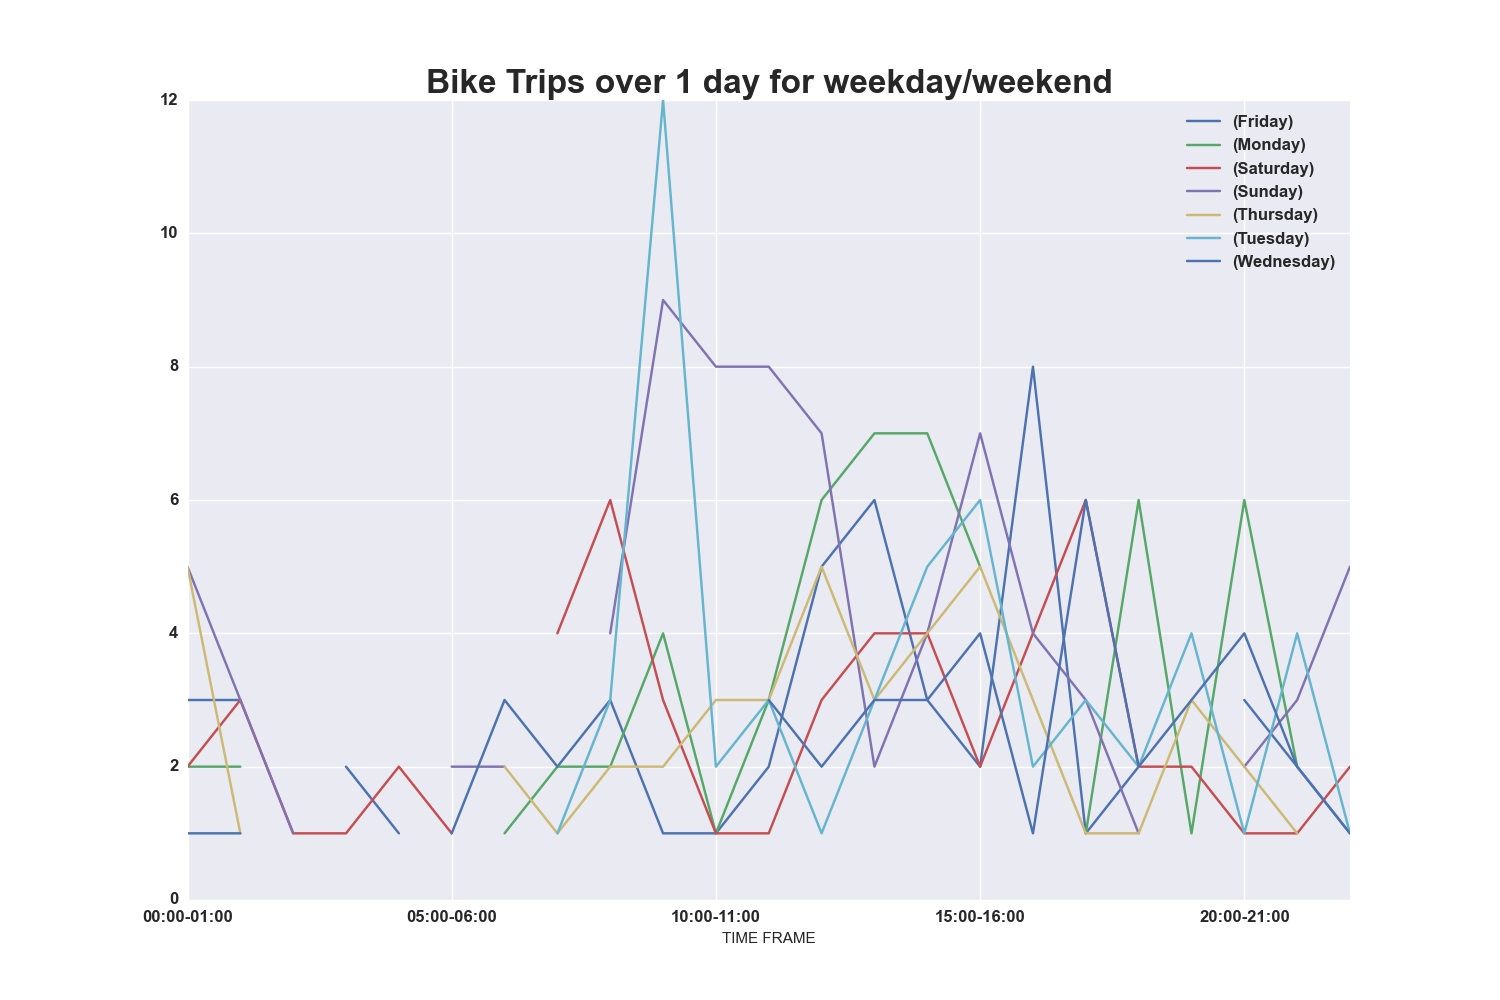 Bike Trips over 1 day for weekday/weekend
12
10
8
6
4
2
0
(Friday)
(Monday)
(Saturday)
(Sunday)
(Thursday)
(Tuesday)
(Wednesday)
00:00-01:00 05:00-06:00 10:00-11:00 15:00-16:00 20:00-21:00
TIME FRAME